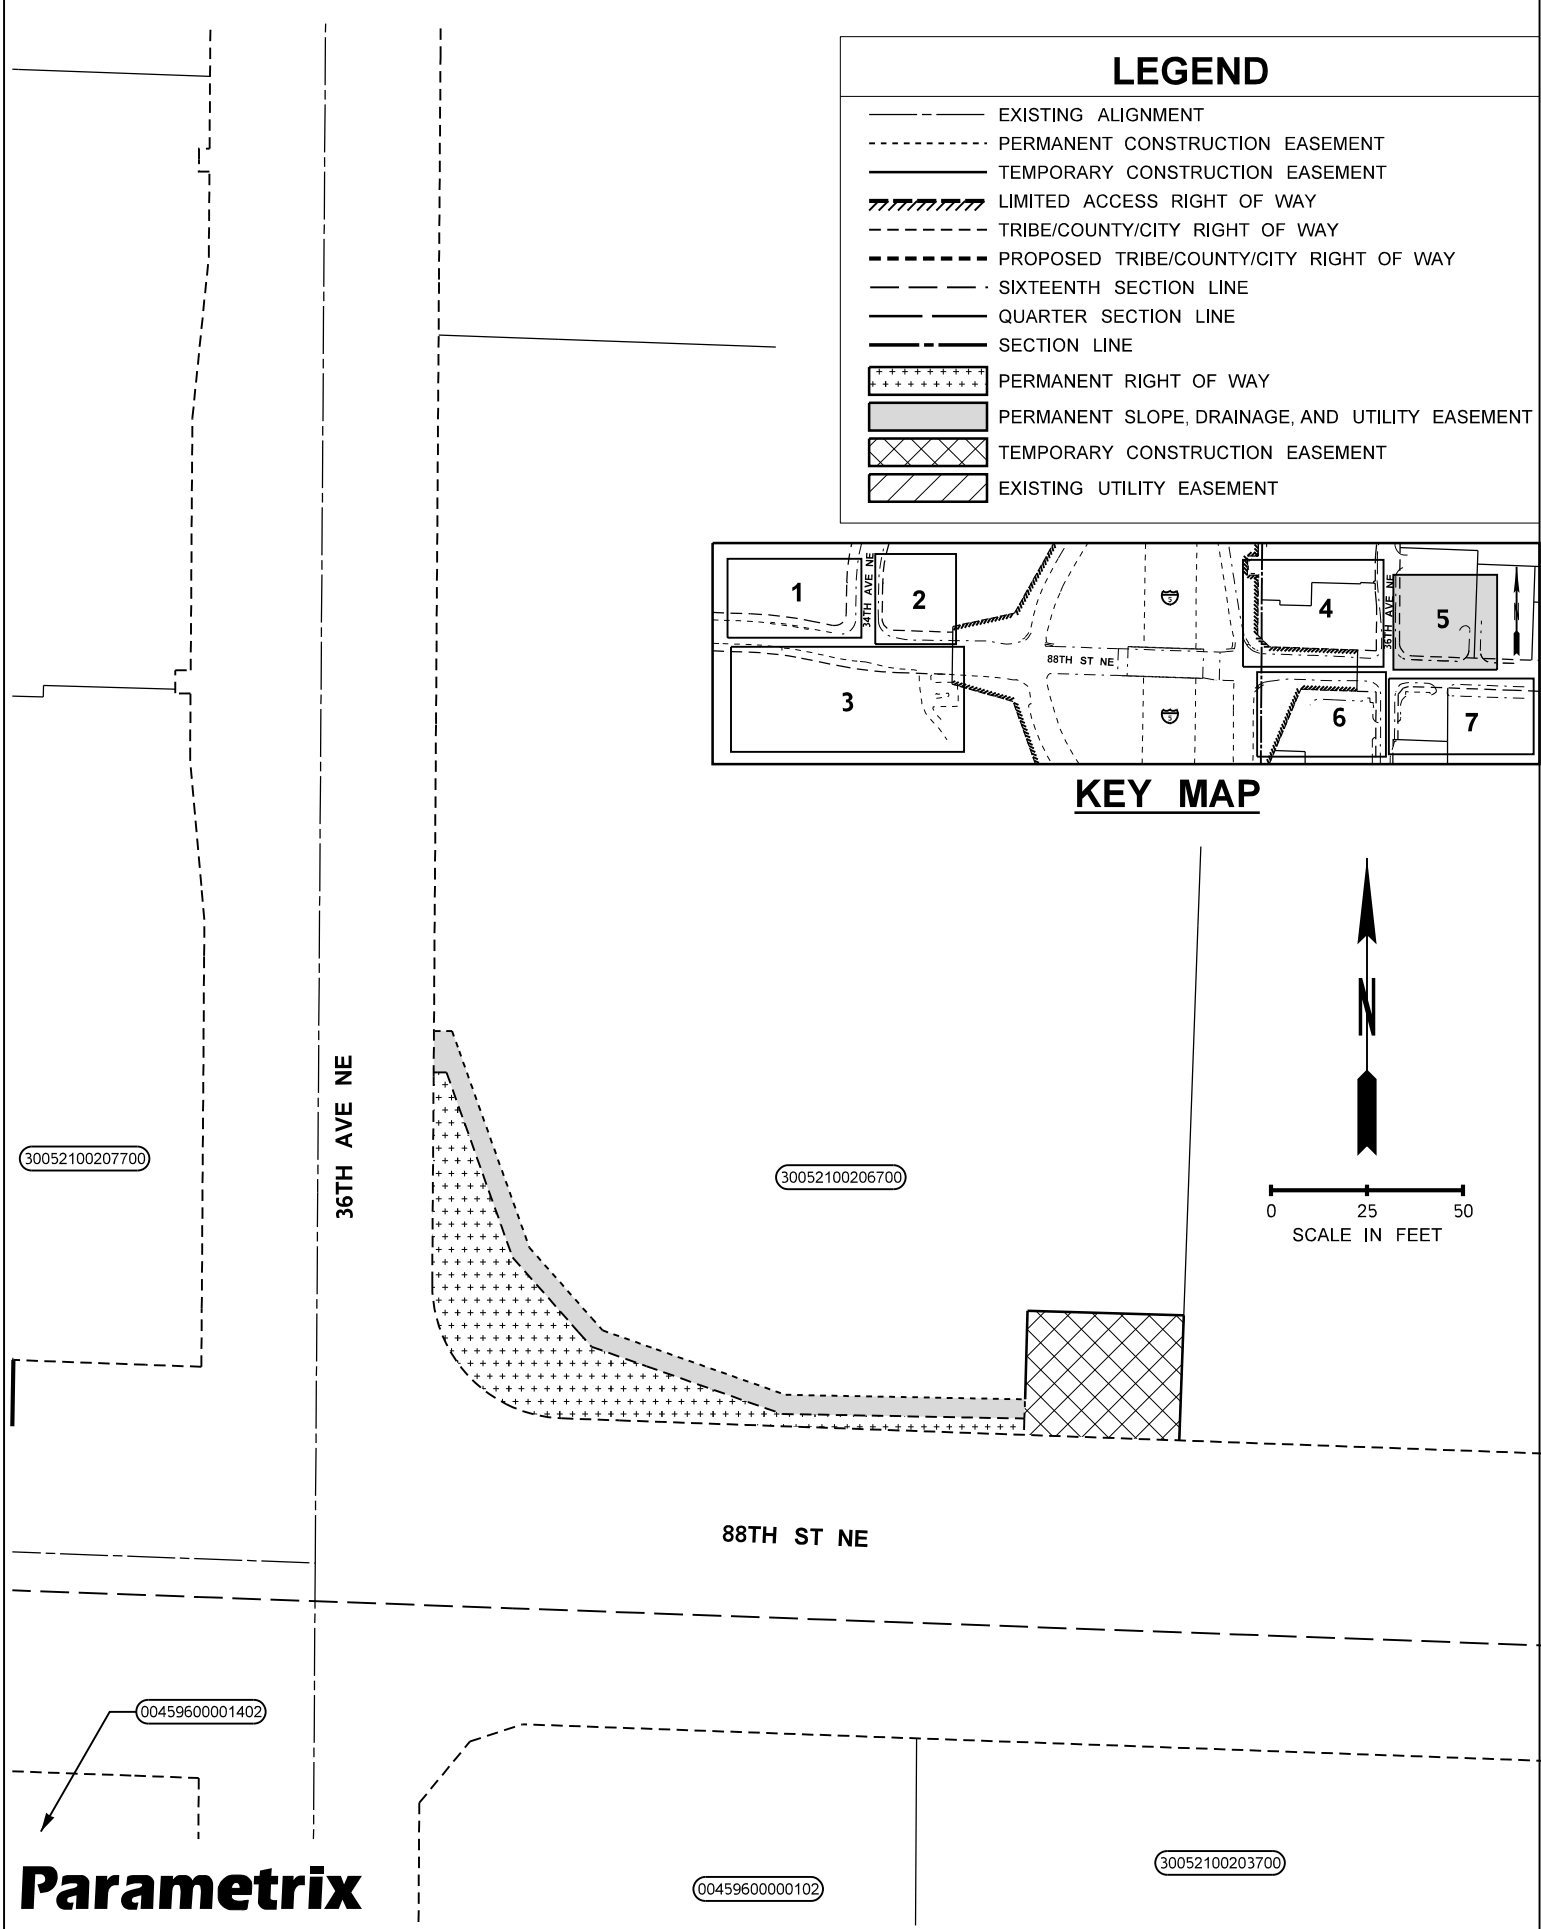 LEGEND
EXISTING ALIGNMENT
PERMANENT CONSTRUCTION EASEMENT
TEMPORARY CONSTRUCTION EASEMENT
LIMITED ACCESS RIGHT OF WAY
TRIBE/COUNTY/CITY RIGHT OF WAY
PROPOSED TRIBE/COUNTY/CITY RIGHT OF WAY
SIXTEENTH SECTION LINE
QUARTER SECTION LINE
SECTION LINE
PERMANENT RIGHT OF WAY
PERMANENT SLOPE, DRAINAGE, AND UTILITY EASEMENT
TEMPORARY CONSTRUCTION EASEMENT
EXISTING UTILITY EASEMENT
1
34TH AVE NE
2
5
4
36TH AVE NE
5
88TH ST NE
3
5
6
7
KEY MAP
N
36TH AVE NE
30052100207700
30052100206700
0 25 50
SCALE IN FEET
88TH ST NE
00459600001402
30052100203700
00459600000102
Parametrix